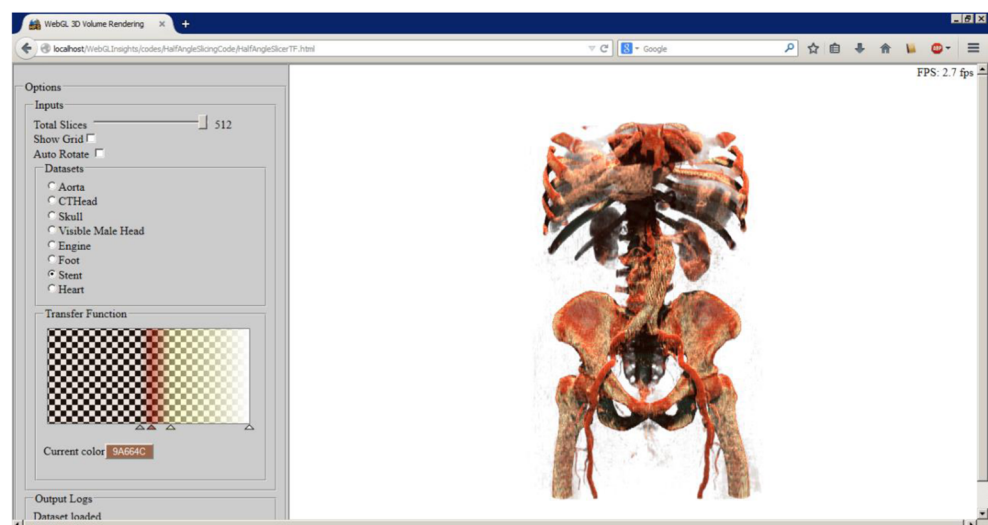 WebGL 3D Volume Rendering
localhost/WebGLInsights/codes/HalfAngleSlicingCode/HalfAngleSlicerTF.html
Google
FPS: 2.7 fps
Options
Inputs
Total Slices 512
Show Grid
Auto Rotate
Datasets
Aorta
CTHead
Skull
Visible Male Head
Engine
Foot
Stent
Heart
Transfer Function
Current color 9A664C
Output Logs
Dataset loaded